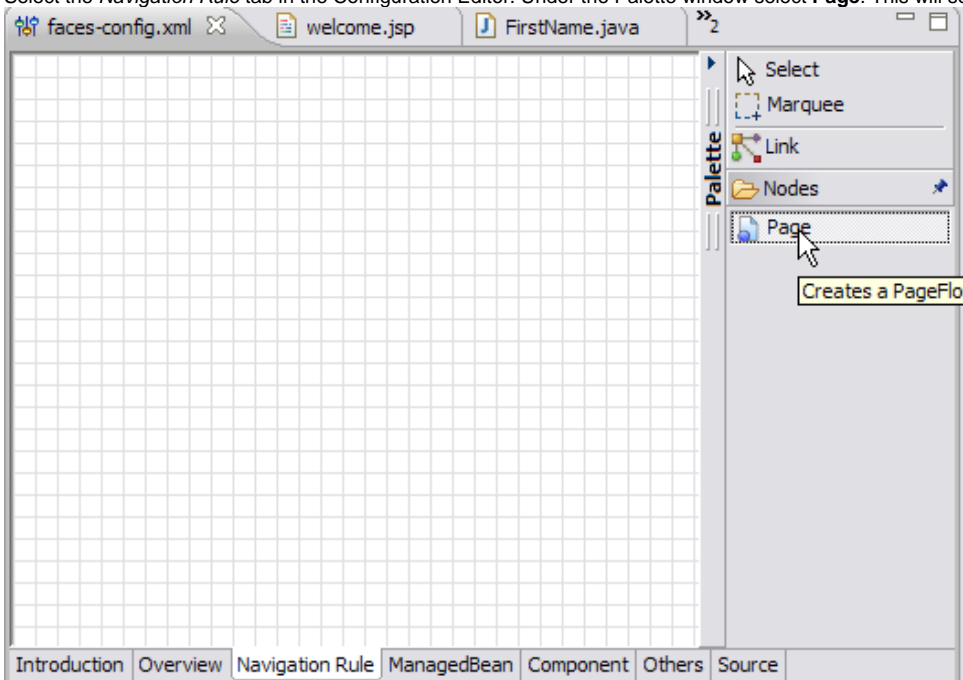 Select the Navigation Rule tab in the Configuration Editor. Under the Palette window select Page. This will se
faces-config.xml welcome.jsp FirstName.java »2
Select
Marquee
Link
Palette
Nodes
Page
Creates a PageFlo
Introduction Overview Navigation Rule ManagedBean Component Others Source